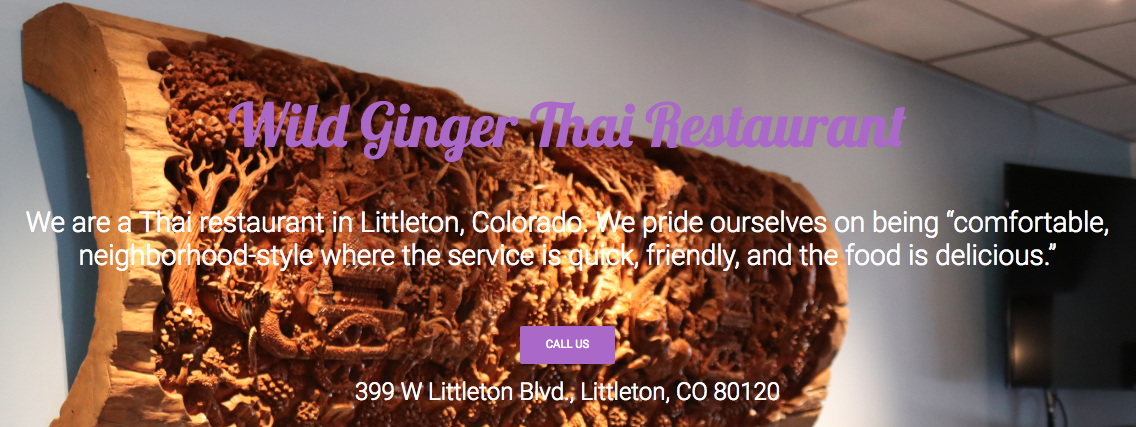 Wild Ginger Thai Restaurant
We are a Thai restaurant in Littleton, Colorado. We pride ourselves on being “comfortable,
neighborhood-style where the service is quick, friendly, and the food is delicious.”
CALL US
399 W Littleton Blvd., Littleton, CO 80120